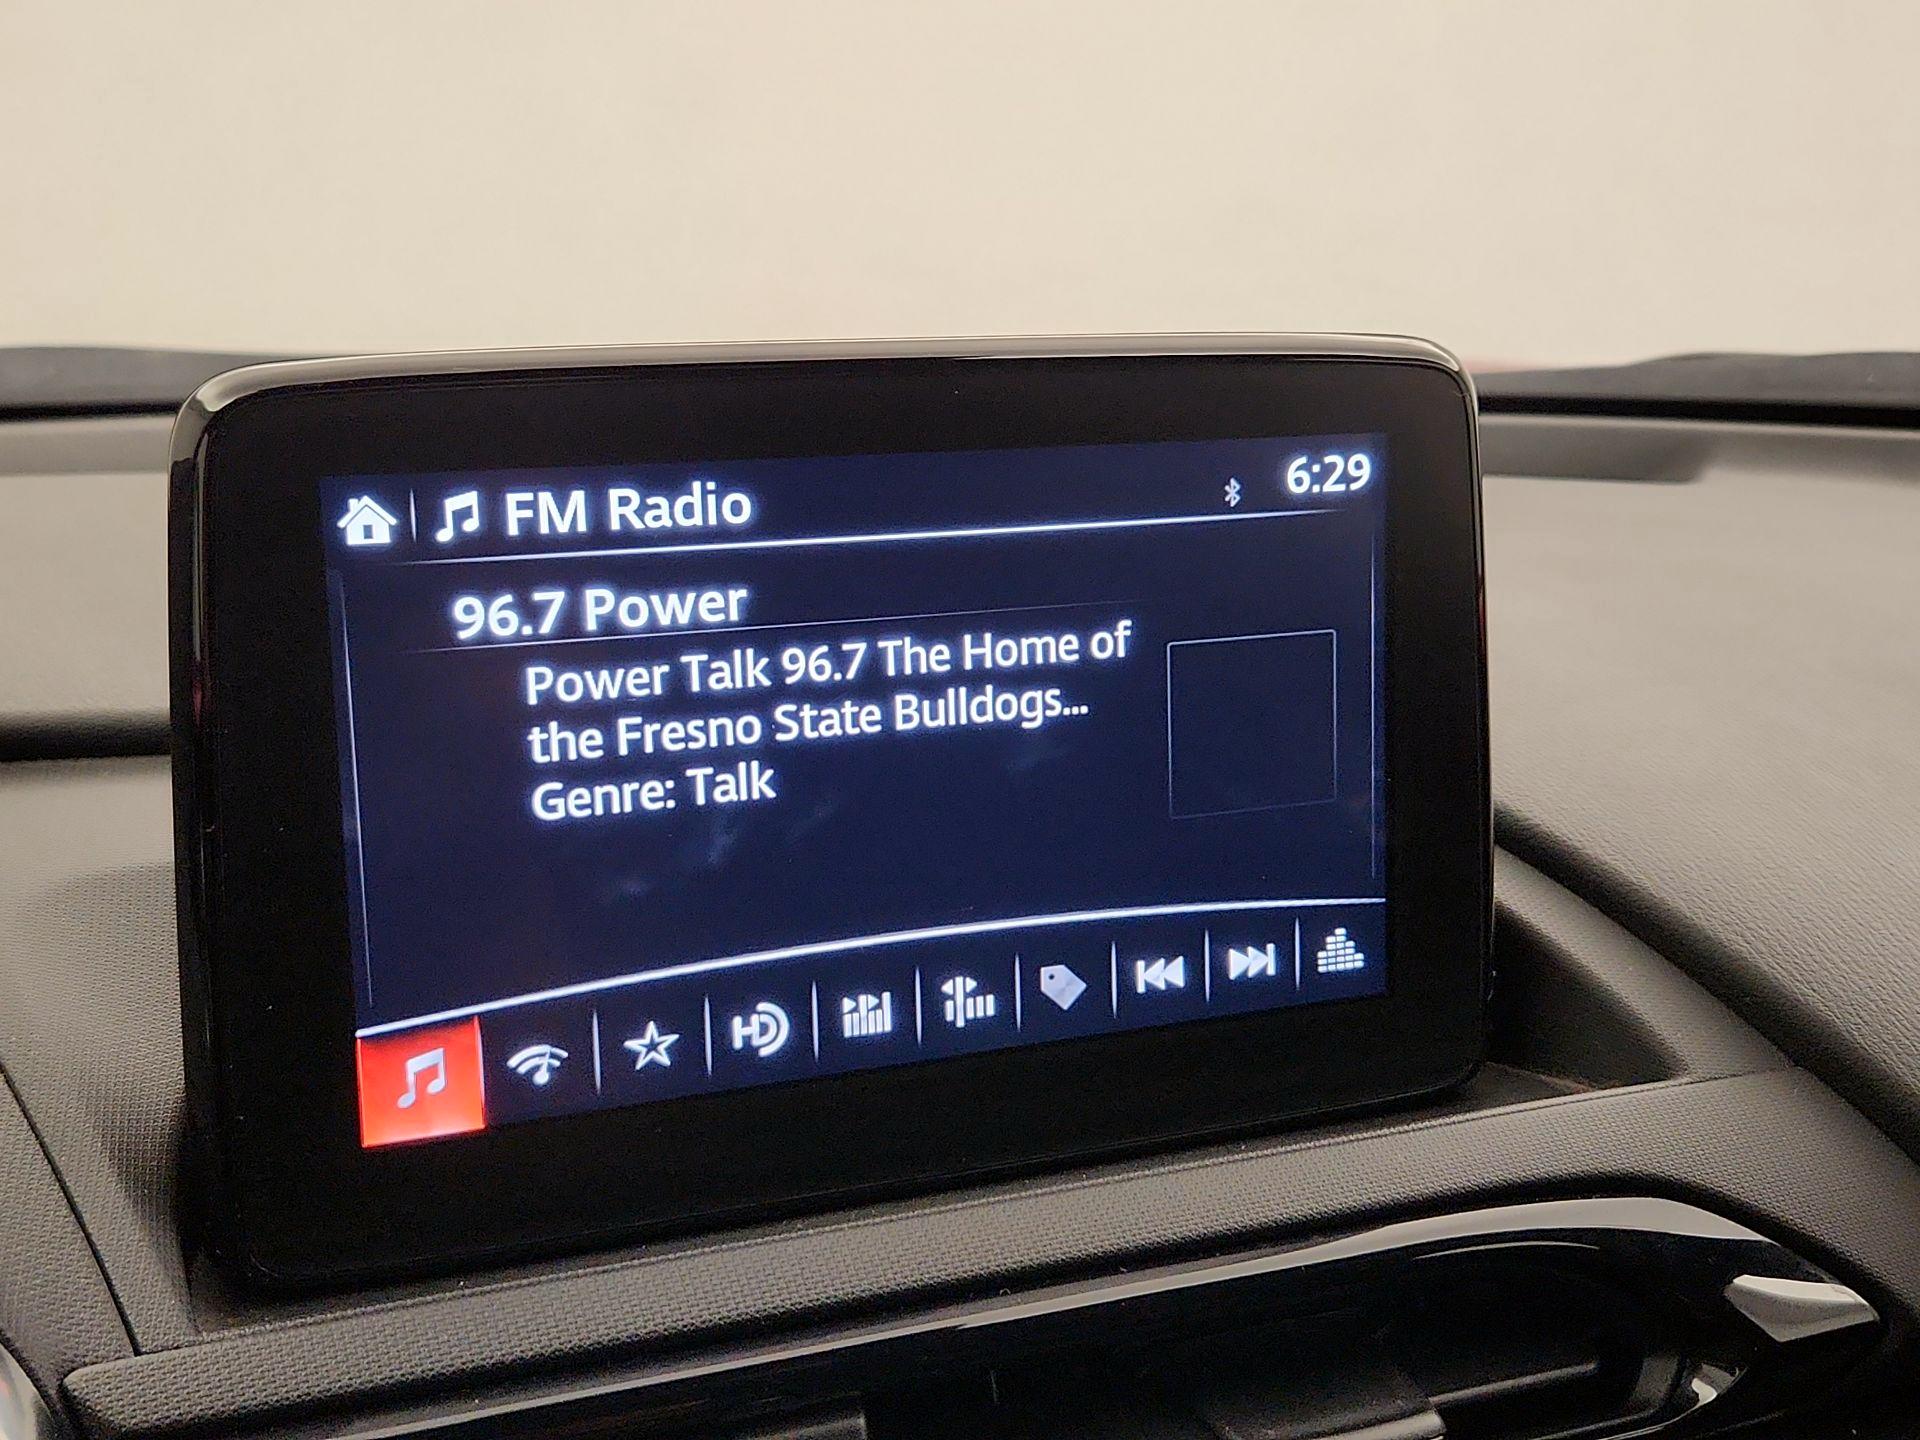 FM Radio
6:29
96.7 Power
Power Talk 96.7 The Home of
the Fresno State Bulldogs...
Genre: Talk
HD